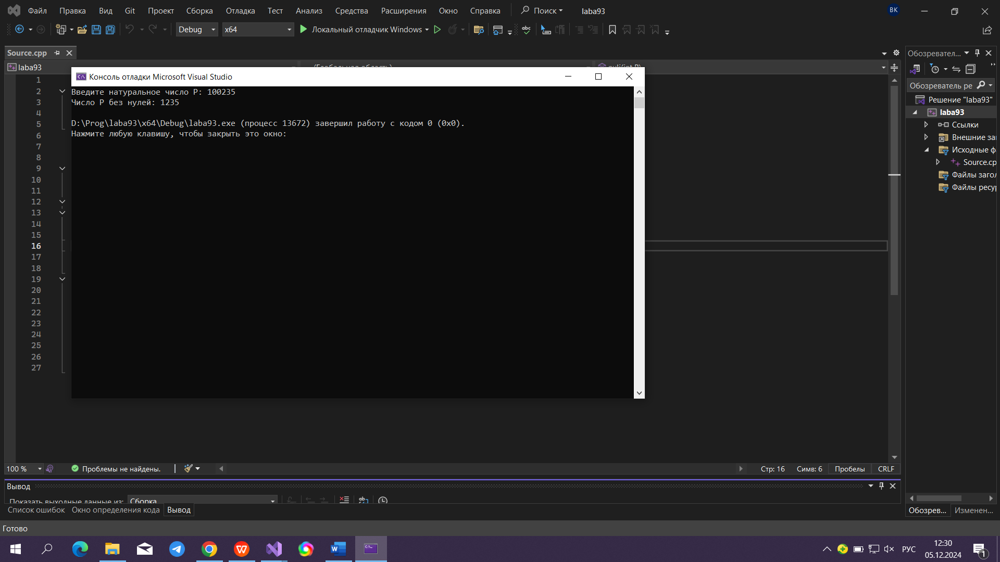 Файл Правка Вид Git Проект Сборка Отладка Тест Анализ Средства Расширения Окно Справка Поиск laba93 ВК
Debug x64 Локальный отладчик Windows
Source.cpp
Обозревател...
laba93
Консоль отладки Microsoft Visual Studio
Введите натуральное число P: 100235
Число P без нулей: 1235
D:\Prog\laba93\x64\Debug\laba93.exe (процесс 13672) завершил работу с кодом 0 (0x0).
Нажмите любую клавишу, чтобы закрыть это окно:
1
2
3
4
5
6
7
8
9
10
11
12
13
14
15
16
17
18
19
20
21
22
23
24
25
26
27
Обозреватель ре
Решение "laba93"
laba93
Ссылки
Внешние за
Исходные ф
Source.cp
Файлы загол
Файлы ресур
100 % Проблемы не найдены. Стр: 16 Симв: 6 Пробелы CRLF
Вывод
Показать выходные данные из: Сборка
Список ошибок Окно определения кода Вывод
Обозрев... Изменен...
Готово
РУС
12:30
05.12.2024
1